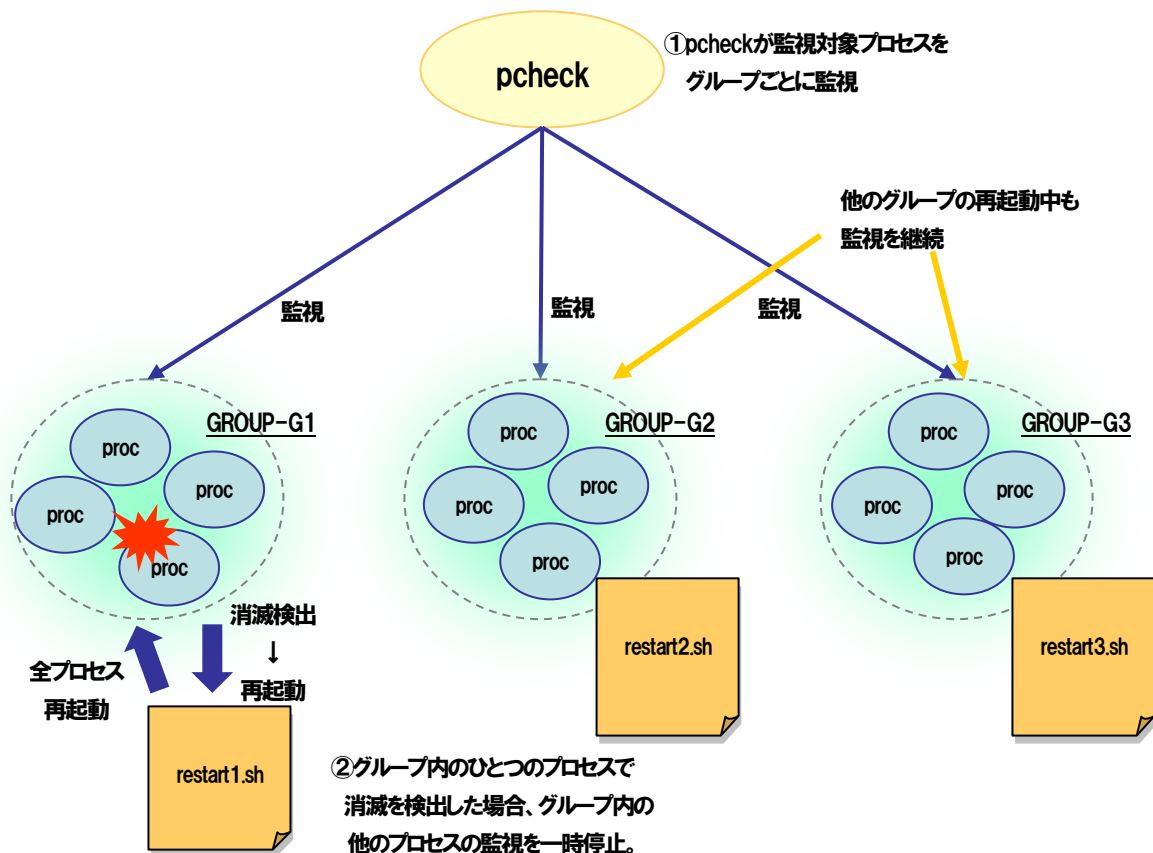 pcheck
①pcheckが監視対象プロセスを
グループごとに監視
他のグループの再起動中も
監視を継続
監視
監視
監視
GROUP-G1
proc
proc
proc
proc
GROUP-G2
proc
proc
proc
proc
GROUP-G3
proc
proc
proc
proc
消滅検出
↓
再起動
全プロセス
再起動
restart1.sh
restart2.sh
restart3.sh
②グループ内のひとつのプロセスで
消滅を検出した場合、グループ内の
他のプロセスの監視を一時停止。